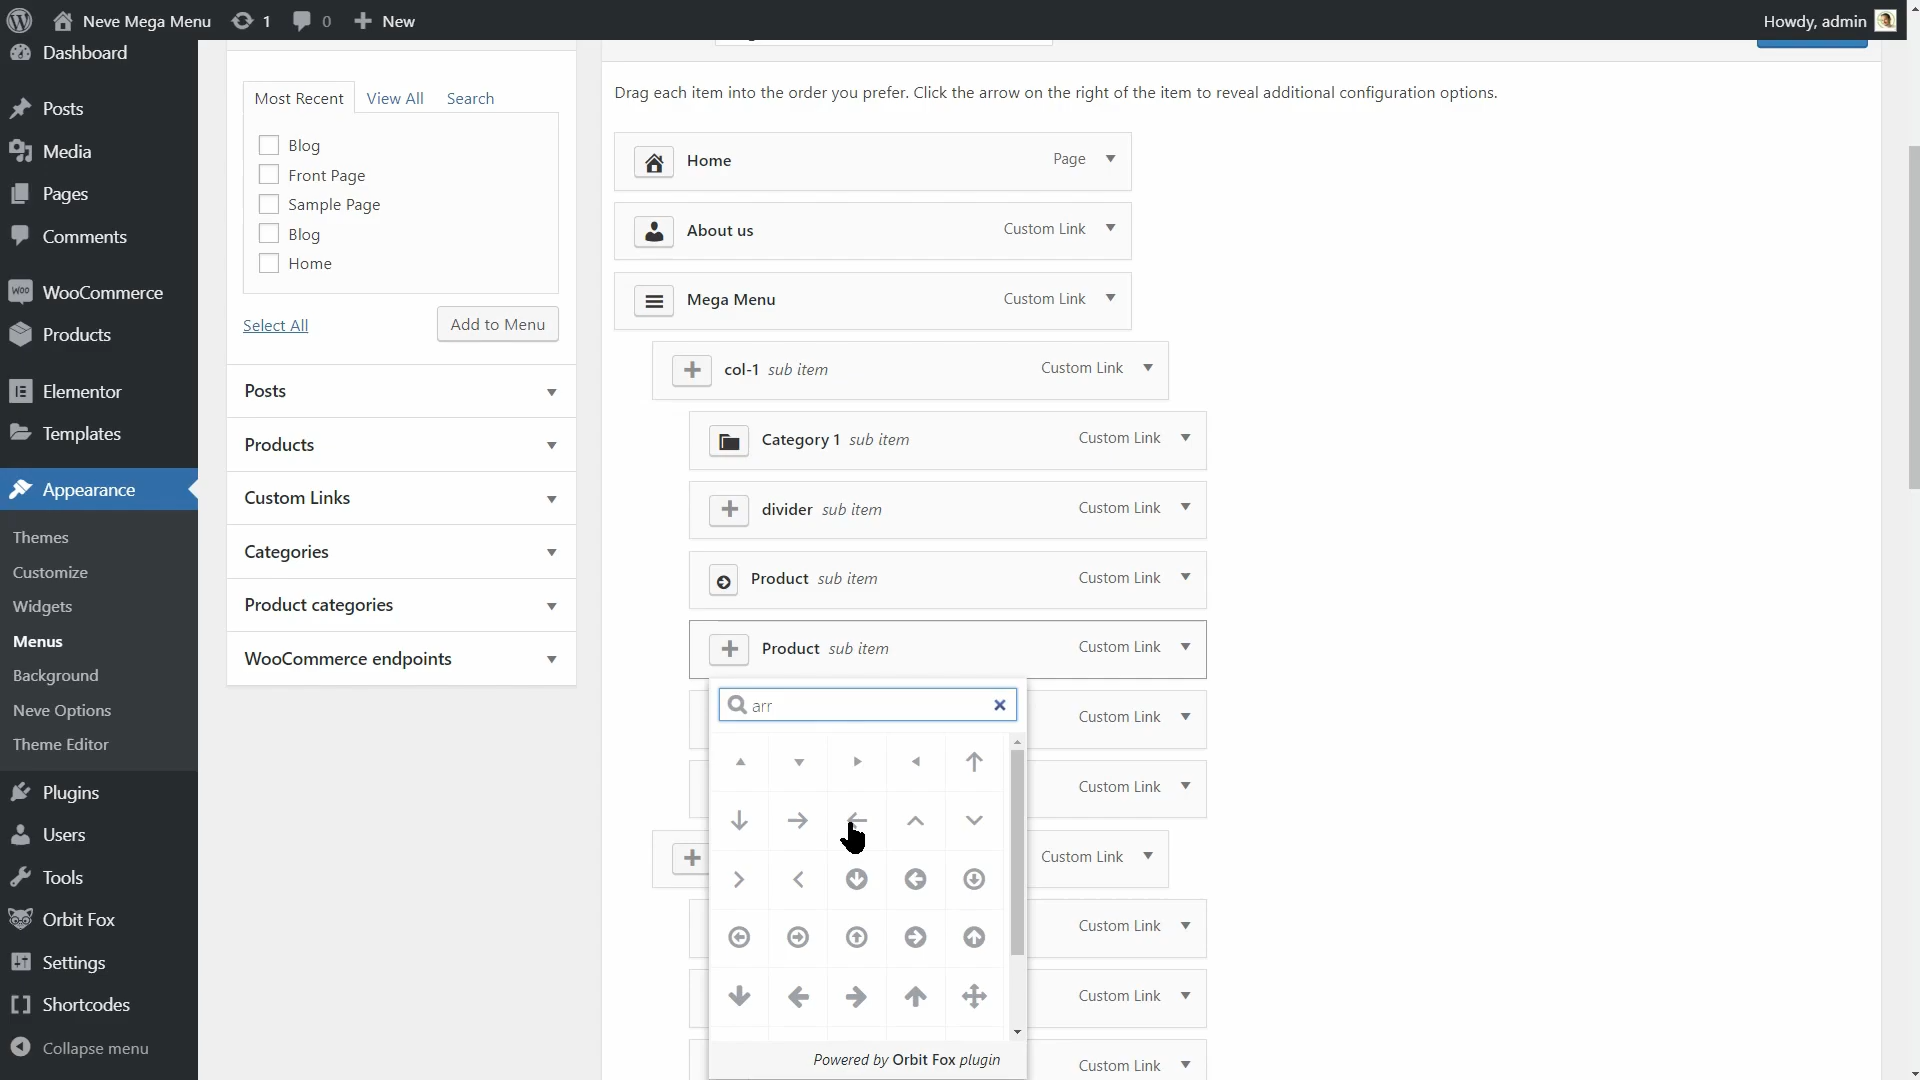 Neve Mega Menu 1 0 New Howdy, admin
Dashboard
Posts
Media
Pages
Comments
WooCommerce
Products
Elementor
Templates
Appearance
Themes
Customize
Widgets
Menus
Background
Neve Options
Theme Editor
Plugins
Users
Tools
Orbit Fox
Settings
Shortcodes
Collapse menu
Most Recent View All Search
Blog
Front Page
Sample Page
Blog
Home
Select All Add to Menu
Posts
Products
Custom Links
Categories
Product categories
WooCommerce endpoints
Drag each item into the order you prefer. Click the arrow on the right of the item to reveal additional configuration options.
Home Page
About us Custom Link
Mega Menu Custom Link
col-1 sub item Custom Link
Category 1 sub item Custom Link
divider sub item Custom Link
Product sub item Custom Link
Product sub item Custom Link
arr
Custom Link
Custom Link
Custom Link
Custom Link
Custom Link
Custom Link
Powered by Orbit Fox plugin